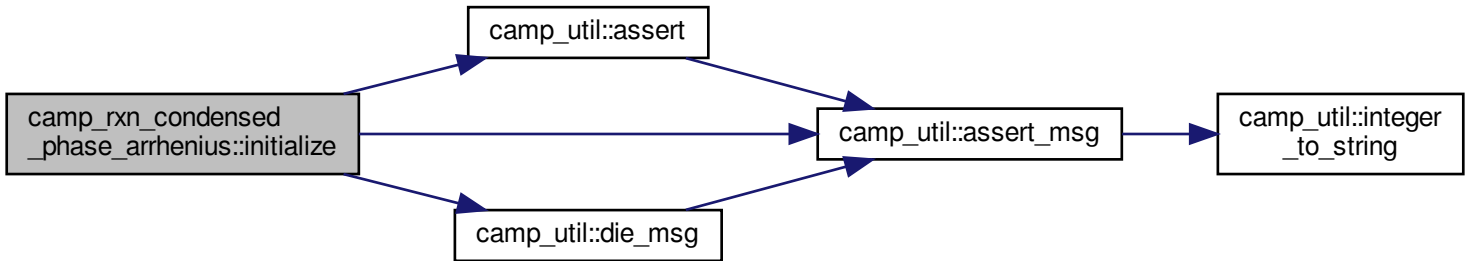 camp_util::assert
camp_rxn_condensed
_phase_arrhenius::initialize
camp_util::assert_msg
camp_util::integer
_to_string
camp_util::die_msg